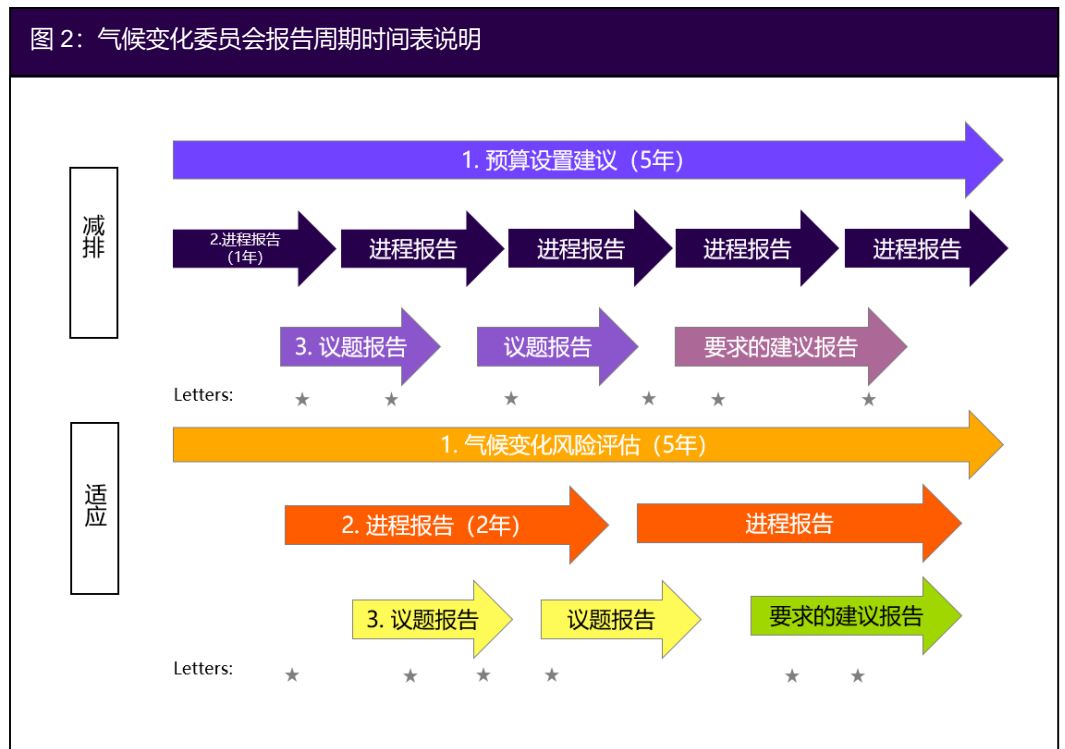 图 2：气候变化委员会报告周期时间表说明
1. 预算设置建议（5年）
减
排
2.进程报告
（1年）
进程报告
进程报告
进程报告
进程报告
3. 议题报告
议题报告
要求的建议报告
Letters:
1. 气候变化风险评估（5年）
适
应
2. 进程报告（2年）
进程报告
3. 议题报告
议题报告
要求的建议报告
Letters: